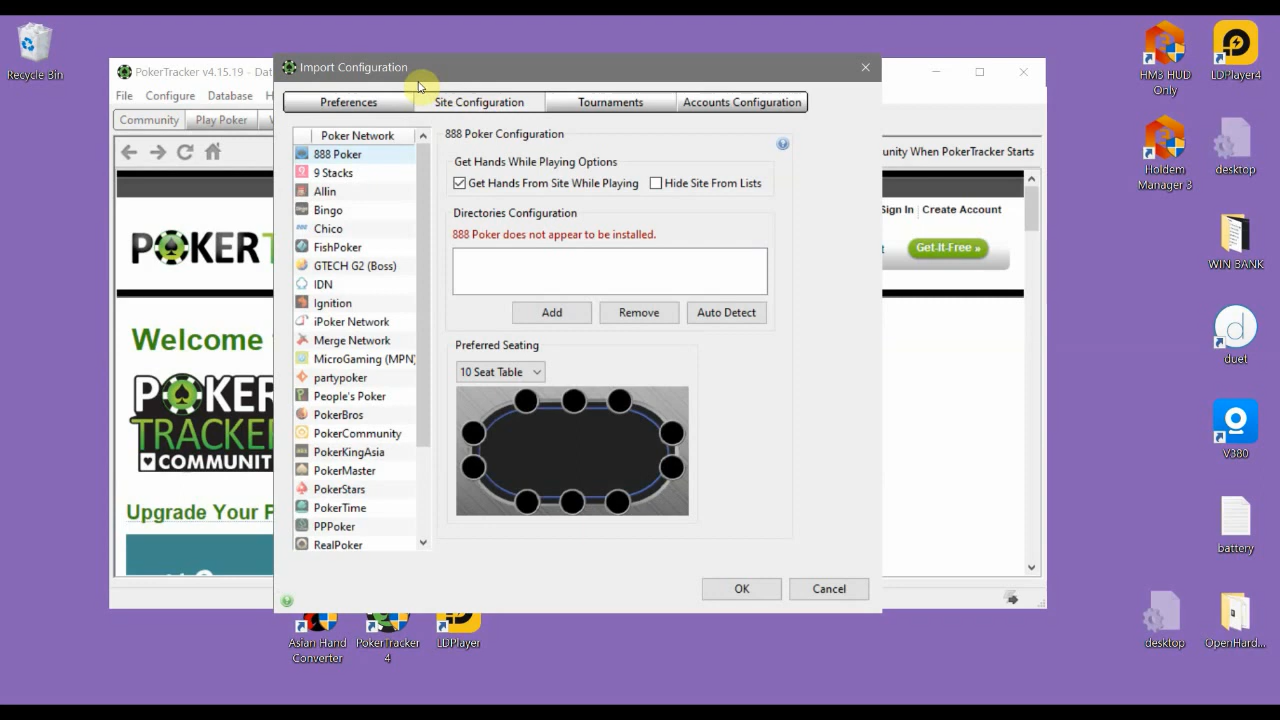 Recycle Bin
PokerTracker v4.15.19 - Dat
File Configure Database
Community Play Poker
Import Configuration
Preferences Site Configuration Tournaments Accounts Configuration
Poker Network
888 Poker
9 Stacks
Allin
Bingo
Chico
FishPoker
GTECH G2 (Boss)
IDN
Ignition
iPoker Network
Merge Network
MicroGaming (MPN)
partypoker
People's Poker
PokerBros
PokerCommunity
PokerKingAsia
PokerMaster
PokerStars
PokerTime
PPPoker
RealPoker
888 Poker Configuration
Get Hands While Playing Options
Get Hands From Site While Playing Hide Site From Lists
Directories Configuration
888 Poker does not appear to be installed.
Add Remove Auto Detect
Preferred Seating
10 Seat Table
OK Cancel
unity When PokerTracker Starts
Sign In | Create Account
Get-It-Free »
POKERT
Welcome
POKER
TRACKER
COMMUNIT
Upgrade Your P
Asian Hand
Converter
PokerTracker
4
LDPlayer
HM3 HUD
Only
LDPlayer4
Holdem
Manager 3
desktop
WIN BANK
duet
V380
battery
desktop
OpenHard...